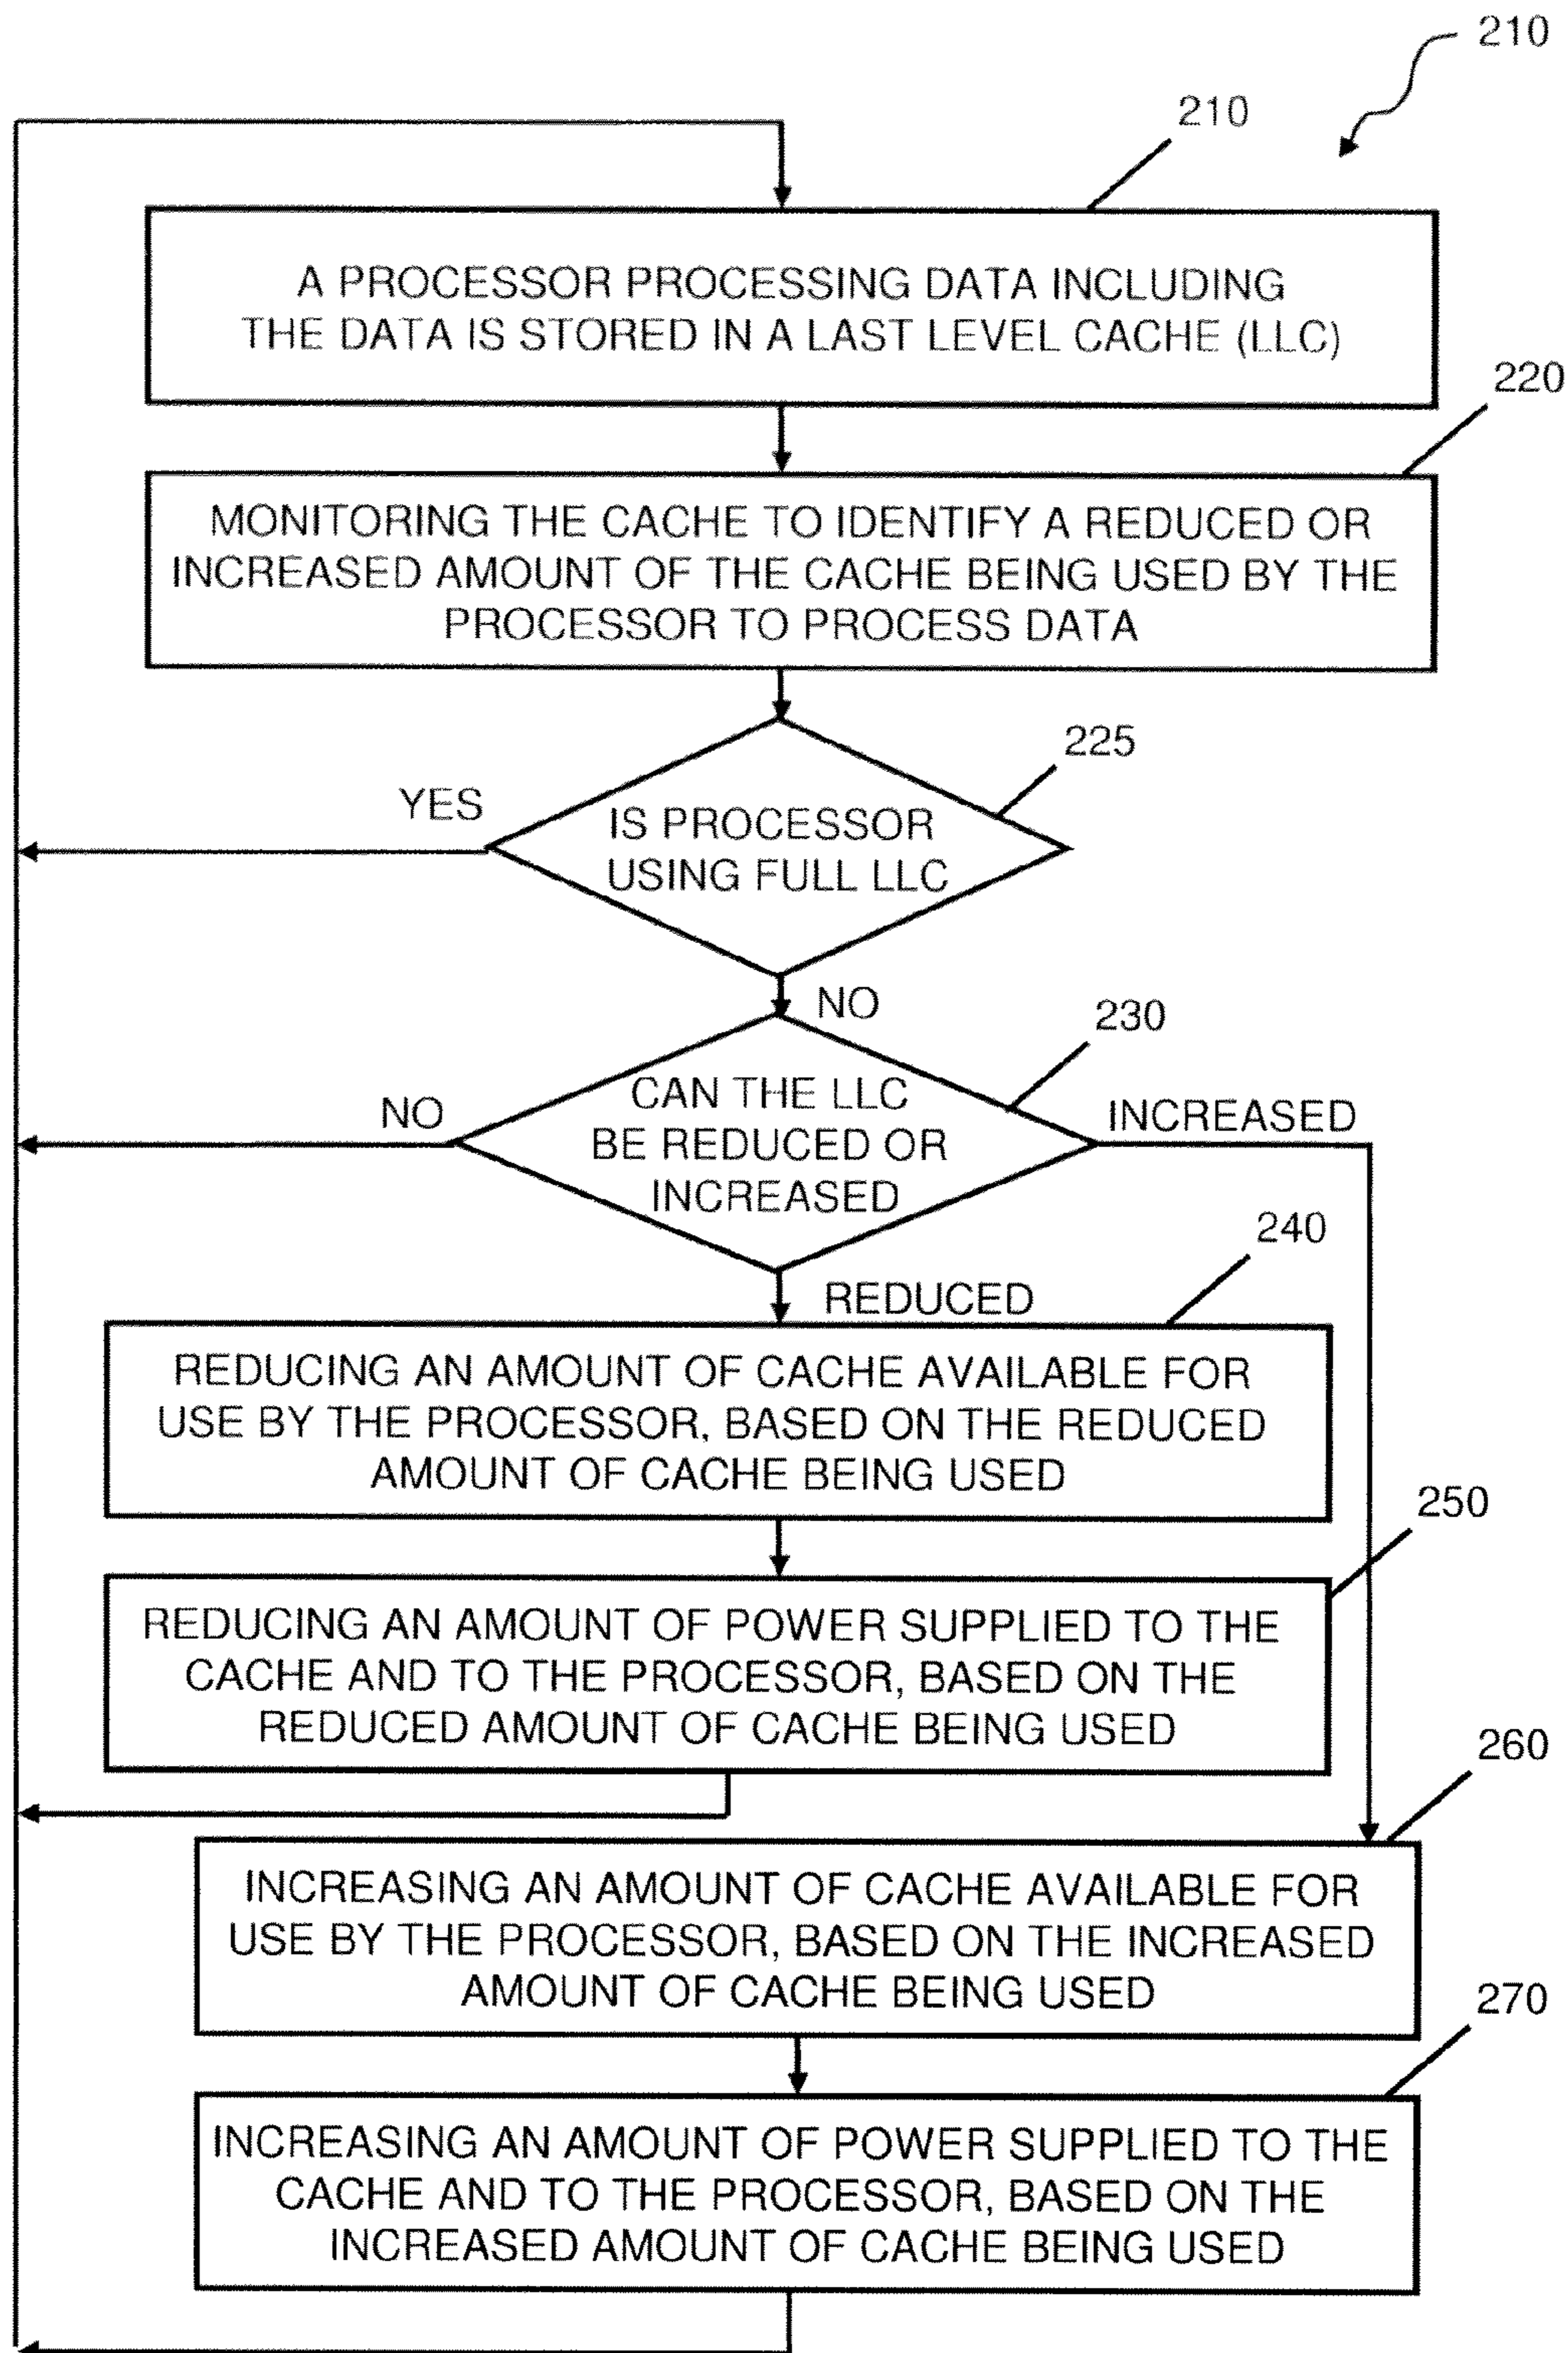 210
210
A PROCESSOR PROCESSING DATA INCLUDING
THE DATA IS STORED IN A LAST LEVEL CACHE (LLC)
220
MONITORING THE CACHE TO IDENTIFY A REDUCED OR
INCREASED AMOUNT OF THE CACHE BEING USED BY THE
PROCESSOR TO PROCESS DATA
225
YES
IS PROCESSOR
USING FULL LLC
NO
230
CAN THE LLC
BE REDUCED OR
INCREASED
NO
INCREASED
240
REDUCED
REDUCING AN AMOUNT OF CACHE AVAILABLE FOR
USE BY THE PROCESSOR, BASED ON THE REDUCED
AMOUNT OF CACHE BEING USED
250
REDUCING AN AMOUNT OF POWER SUPPLIED TO THE
CACHE AND TO THE PROCESSOR, BASED ON THE
REDUCED AMOUNT OF CACHE BEING USED
260
INCREASING AN AMOUNT OF CACHE AVAILABLE FOR
USE BY THE PROCESSOR, BASED ON THE INCREASED
AMOUNT OF CACHE BEING USED
270
INCREASING AN AMOUNT OF POWER SUPPLIED TO THE
CACHE AND TO THE PROCESSOR, BASED ON THE
INCREASED AMOUNT OF CACHE BEING USED